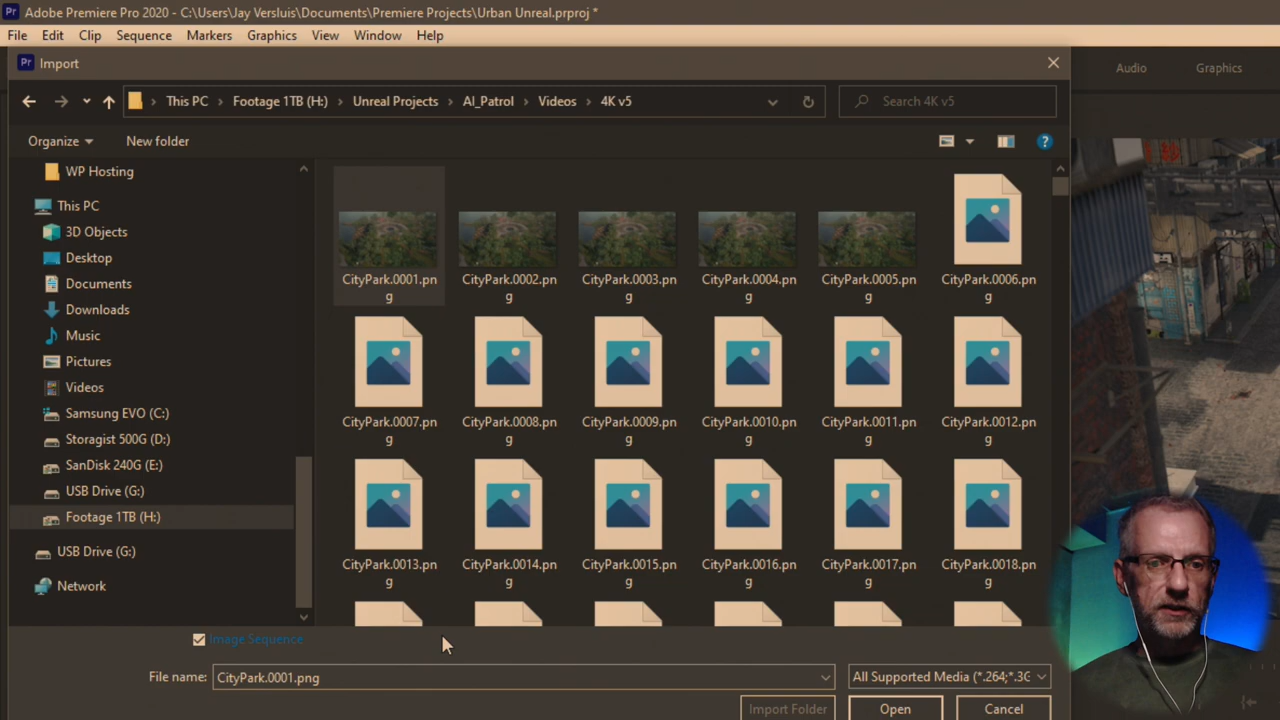 Pr Adobe Premiere Pro 2020 - C:\Users\Jay Versluis\Documents\Premiere Projects\Urban Unreal.prproj *
File Edit Clip Sequence Markers Graphics View Window Help
Pr Import
Audio Graphics
This PC > Footage 1TB (H:) > Unreal Projects > AI_Patrol > Videos > 4K v5
Search 4K v5
Organize New folder
WP Hosting
This PC
3D Objects
Desktop
Documents
Downloads
Music
Pictures
Videos
Samsung EVO (C:)
Storagist 500G (D:)
SanDisk 240G (E:)
USB Drive (G:)
Footage 1TB (H:)
USB Drive (G:)
Network
CityPark.0001.pn CityPark.0002.pn CityPark.0003.pn CityPark.0004.pn CityPark.0005.pn CityPark.0006.pn
g g g g g g
CityPark.0007.pn CityPark.0008.pn CityPark.0009.pn CityPark.0010.pn CityPark.0011.pn CityPark.0012.pn
g g g g g g
CityPark.0013.pn CityPark.0014.pn CityPark.0015.pn CityPark.0016.pn CityPark.0017.pn CityPark.0018.pn
g g g g g g
Image Sequence
File name: CityPark.0001.png All Supported Media (*.264;*.3G
Import Folder Open Cancel